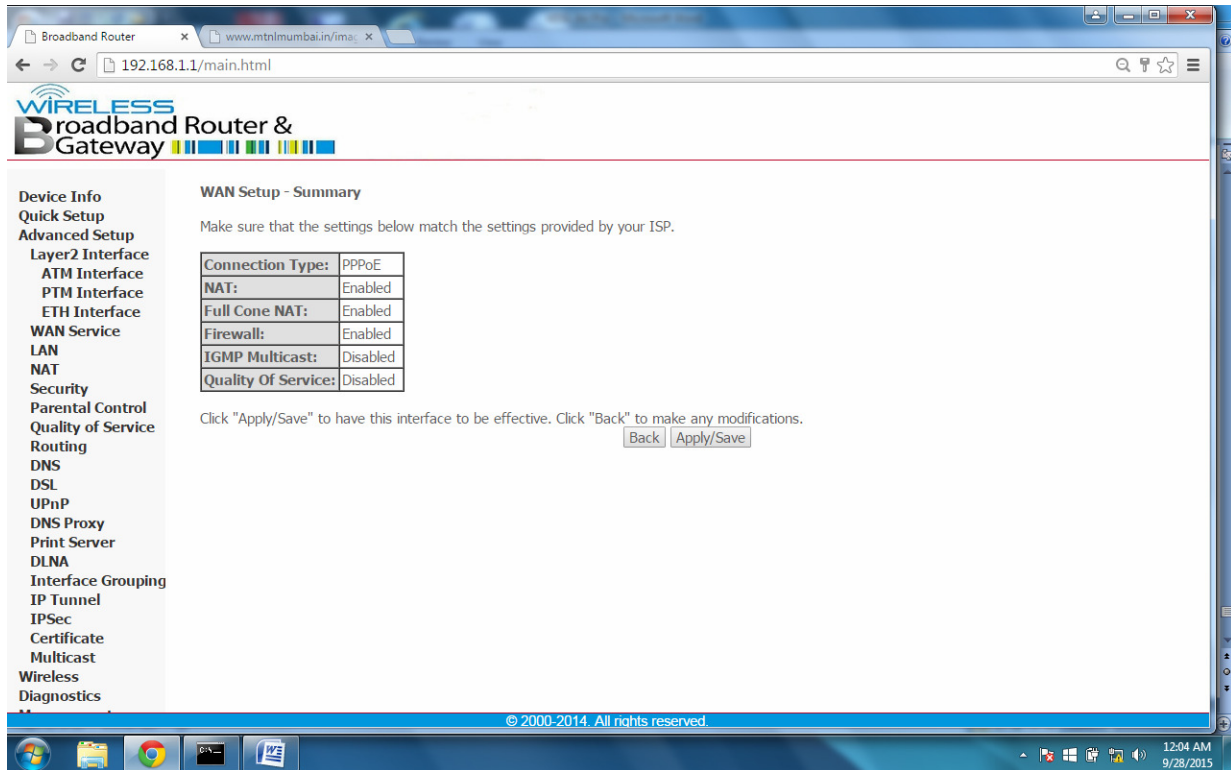 Broadband Router
www.mtnlmumbai.in/imag
192.168.1.1/main.html
WIRELESS
Broadband Router &
Gateway
Device Info
Quick Setup
Advanced Setup
Layer2 Interface
ATM Interface
PTM Interface
ETH Interface
WAN Service
LAN
NAT
Security
Parental Control
Quality of Service
Routing
DNS
DSL
UPnP
DNS Proxy
Print Server
DLNA
Interface Grouping
IP Tunnel
IPSec
Certificate
Multicast
Wireless
Diagnostics
WAN Setup - Summary
Make sure that the settings below match the settings provided by your ISP.
Connection Type: PPPoE
NAT: Enabled
Full Cone NAT: Enabled
Firewall: Enabled
IGMP Multicast: Disabled
Quality Of Service: Disabled
Click "Apply/Save" to have this interface to be effective. Click "Back" to make any modifications.
Back Apply/Save
© 2000-2014. All rights reserved.
12:04 AM
9/28/2015